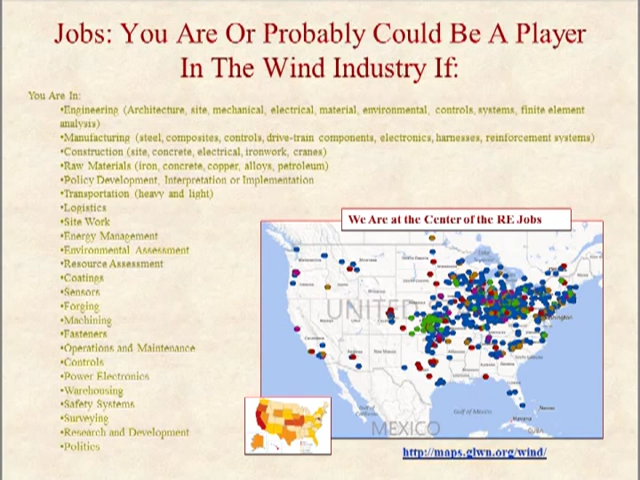 Jobs: You Are Or Probably Could Be A Player
In The Wind Industry If:
You Are In:
•Engineering (Architecture, site, mechanical, electrical, material, environmental, controls, systems, finite element
analysis)
•Manufacturing (steel, composites, controls, drive-train components, electronics, harnesses, reinforcement systems)
•Construction (site, concrete, electrical, ironwork, cranes)
•Raw Materials (iron, concrete, copper, alloys, petroleum)
•Policy Development, Interpretation or Implementation
•Transportation (heavy and light)
•Logistics
•Site Work
•Energy Management
•Environmental Assessment
•Resource Assessment
•Coatings
•Sensors
•Forging
•Machining
•Fasteners
•Operations and Maintenance
•Controls
•Power Electronics
•Warehousing
•Safety Systems
•Surveying
•Research and Development
•Politics
We Are at the Center of the RE Jobs
UNITED
Gulf of
California
Gulf of Mexico
MEXICO
Havana
CUBA
http://maps.glwn.org/wind/